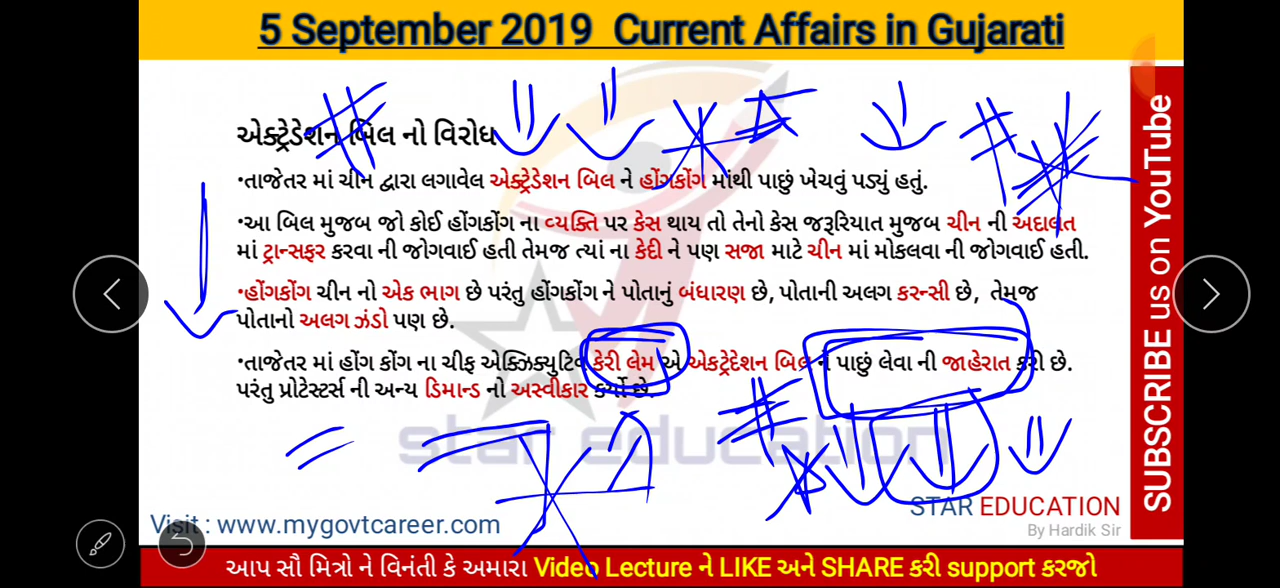 5 September 2019 Current Affairs in Gujarati
એક્ટ્રેડેશન બિલ નો વિરોધ
•તાજેતર માં ચીન દ્વારા લગાવેલ એક્ટ્રેડેશન બિલ ને હોંગકોંગ માંથી પાછું ખેચવું પડ્યું હતું.
•આ બિલ મુજબ જો કોઈ હોંગકોંગ ના વ્યક્તિ પર કેસ થાય તો તેનો કેસ જરૂરિયાત મુજબ ચીન ની અદાલત
માં ટ્રાન્સફર કરવા ની જોગવાઈ હતી તેમજ ત્યાં ના કેદી ને પણ સજા માટે ચીન માં મોકલવા ની જોગવાઈ હતી.
•હોંગકોંગ ચીન નો એક ભાગ છે પરંતુ હોંગકોંગ ને પોતાનું બંધારણ છે, પોતાની અલગ કરન્સી છે, તેમજ
પોતાનો અલગ ઝંડો પણ છે.
•તાજેતર માં હોંગ કોંગ ના ચીફ એક્ઝિક્યુટિવ કેરી લેમ એ એકટ્રેદેશન બિલ ને પાછું લેવા ની જાહેરાત કરી છે.
પરંતુ પ્રોટેસ્ટર્સ ની અન્ય ડિમાન્ડ નો અસ્વીકાર કર્યો છે.
star education
STAR EDUCATION
By Hardik Sir
Visit : www.mygovtcareer.com
આપ સૌ મિત્રો ને વિનંતી કે અમારા Video Lecture ને LIKE અને SHARE કરી support કરજો
SUBSCRIBE us on YouTube